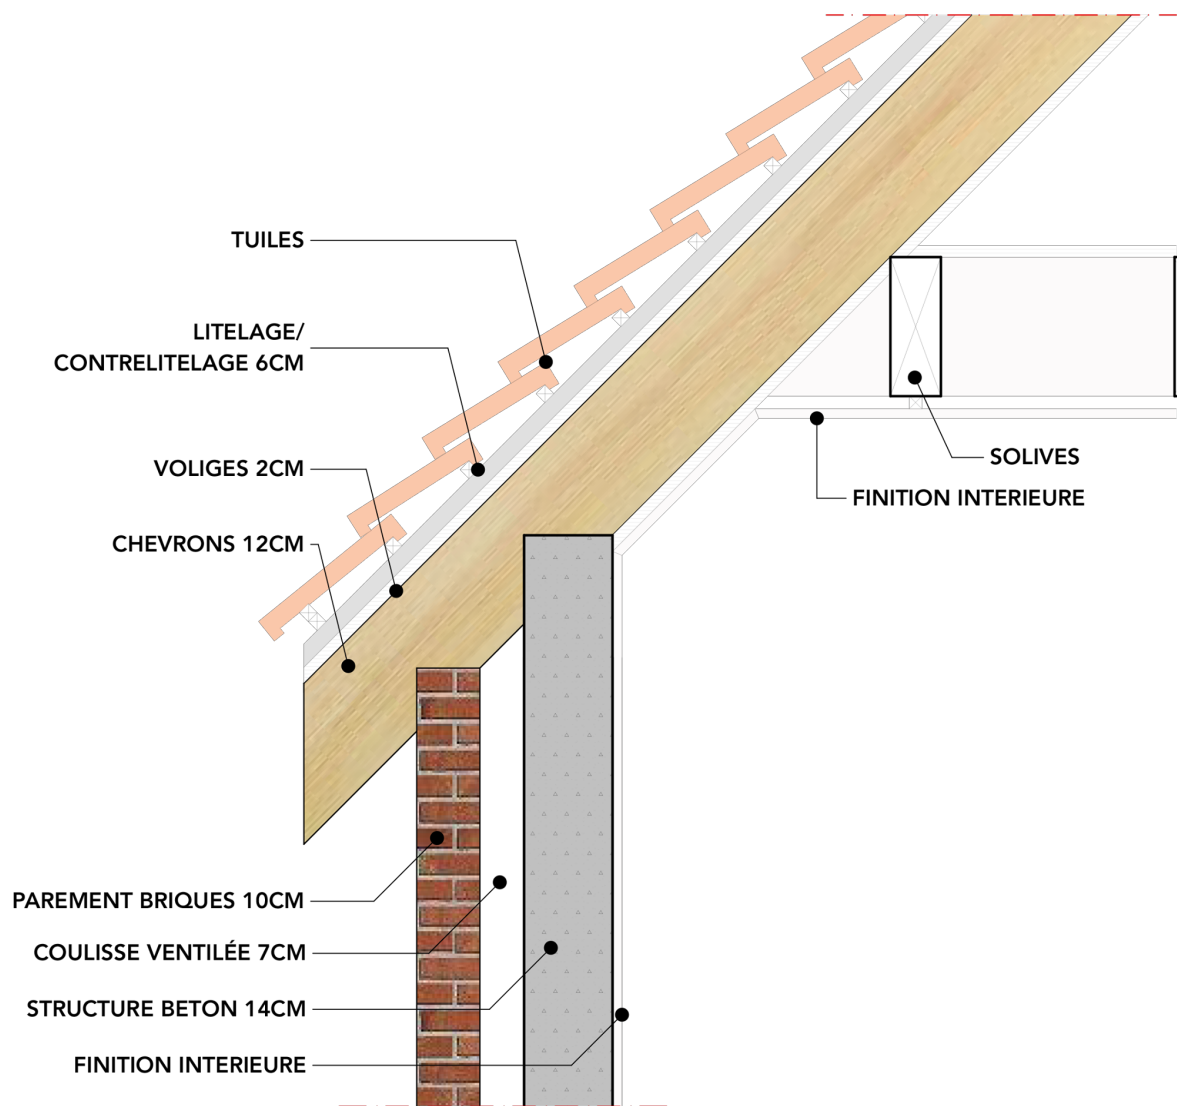 TUILES
LITELAGE/
CONTRELITELAGE 6CM
VOLIGES 2CM
CHEVRONS 12CM
SOLIVES
FINITION INTERIEURE
PAREMENT BRIQUES 10CM
COULISSE VENTILÉE 7CM
STRUCTURE BETON 14CM
FINITION INTERIEURE